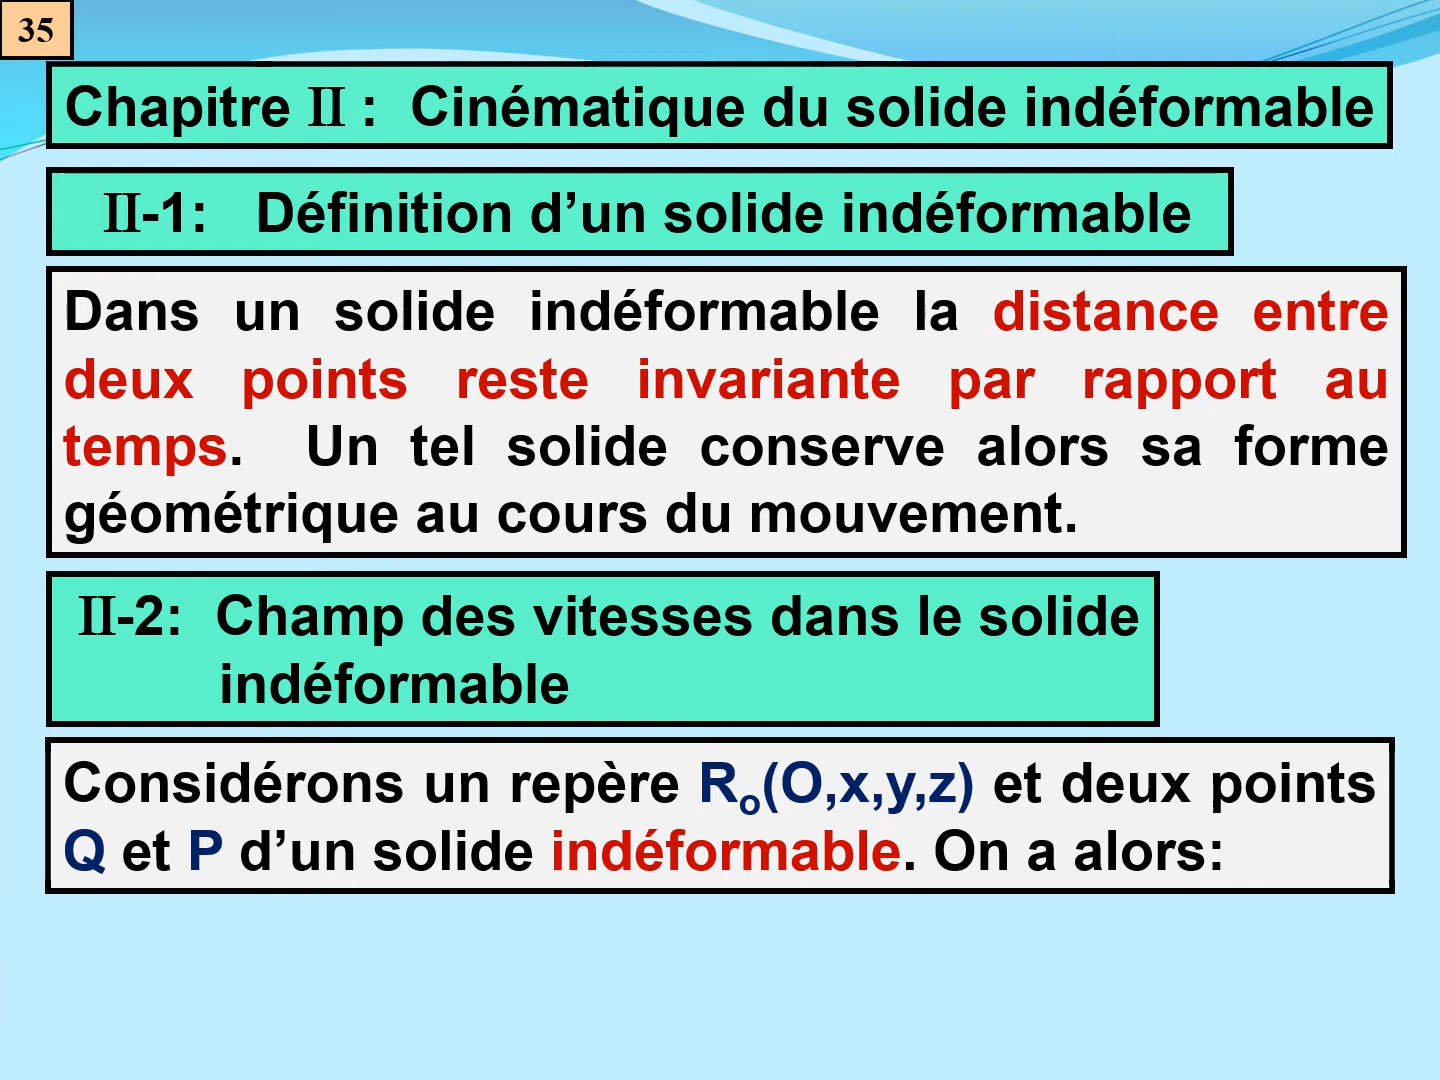 35
Chapitre II : Cinématique du solide indéformable
II-1: Définition d’un solide indéformable
Dans un solide indéformable la distance entre
deux points reste invariante par rapport au
temps. Un tel solide conserve alors sa forme
géométrique au cours du mouvement.
II-2: Champ des vitesses dans le solide
indéformable
Considérons un repère Ro(O,x,y,z) et deux points
Q et P d’un solide indéformable. On a alors: